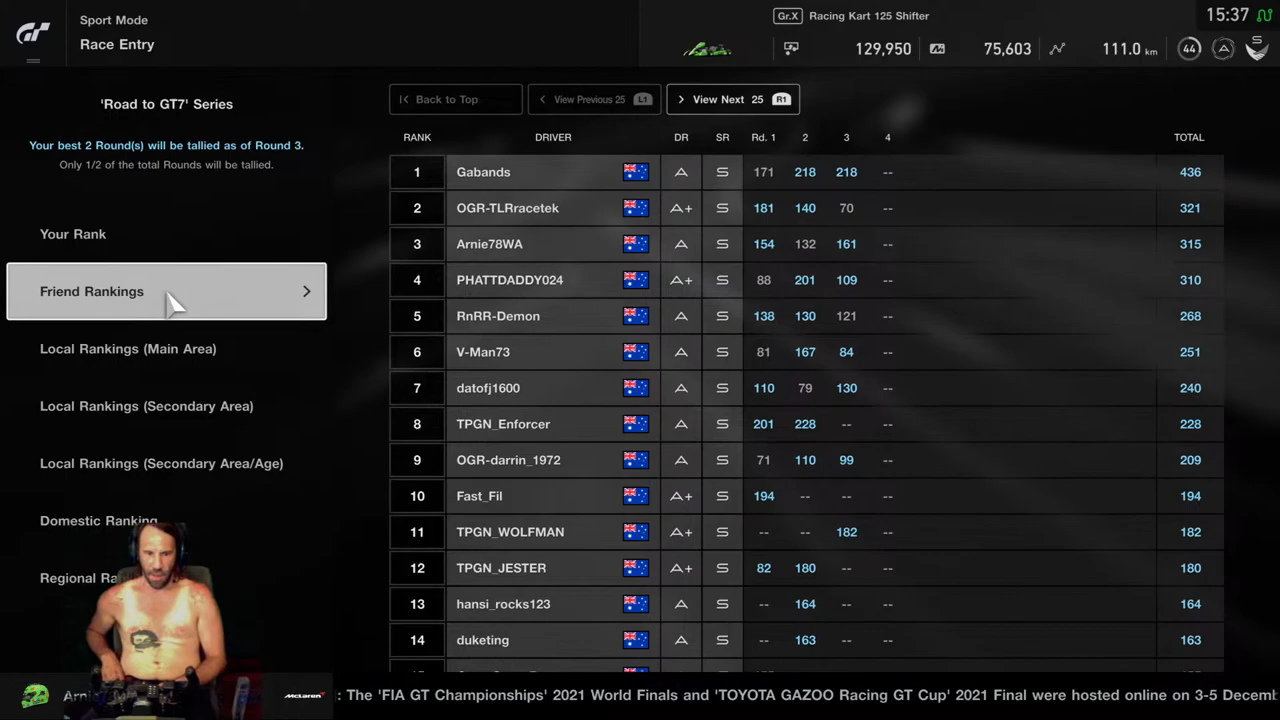 Sport Mode
Race Entry
Gr.X Racing Kart 125 Shifter
15:37
129,950 75,603 111.0 km 44 A S
'Road to GT7' Series
Your best 2 Round(s) will be tallied as of Round 3.
Only 1/2 of the total Rounds will be tallied.
Your Rank
Friend Rankings
Local Rankings (Main Area)
Local Rankings (Secondary Area)
Local Rankings (Secondary Area/Age)
Domestic Ranking
Regional Ra
Back to Top View Previous 25 L1 View Next 25 R1
RANK DRIVER DR SR Rd. 1 2 3 4 TOTAL
1 Gabands A S 171 218 218 -- 436
2 OGR-TLRracetek A+ S 181 140 70 -- 321
3 Arnie78WA A S 154 132 161 -- 315
4 PHATTDADDY024 A+ S 88 201 109 -- 310
5 RnRR-Demon A S 138 130 121 -- 268
6 V-Man73 A S 81 167 84 -- 251
7 datofj1600 A S 110 79 130 -- 240
8 TPGN_Enforcer A S 201 228 -- -- 228
9 OGR-darrin_1972 A S 71 110 99 -- 209
10 Fast_Fil A+ S 194 -- -- -- 194
11 TPGN_WOLFMAN A+ S -- -- 182 -- 182
12 TPGN_JESTER A+ S 82 180 -- -- 180
13 hansi_rocks123 A S -- 164 -- -- 164
14 duketing A S -- 163 -- -- 163
McLaren
: The 'FIA GT Championships' 2021 World Finals and 'TOYOTA GAZOO Racing GT Cup' 2021 Final were hosted online on 3-5 Decemb